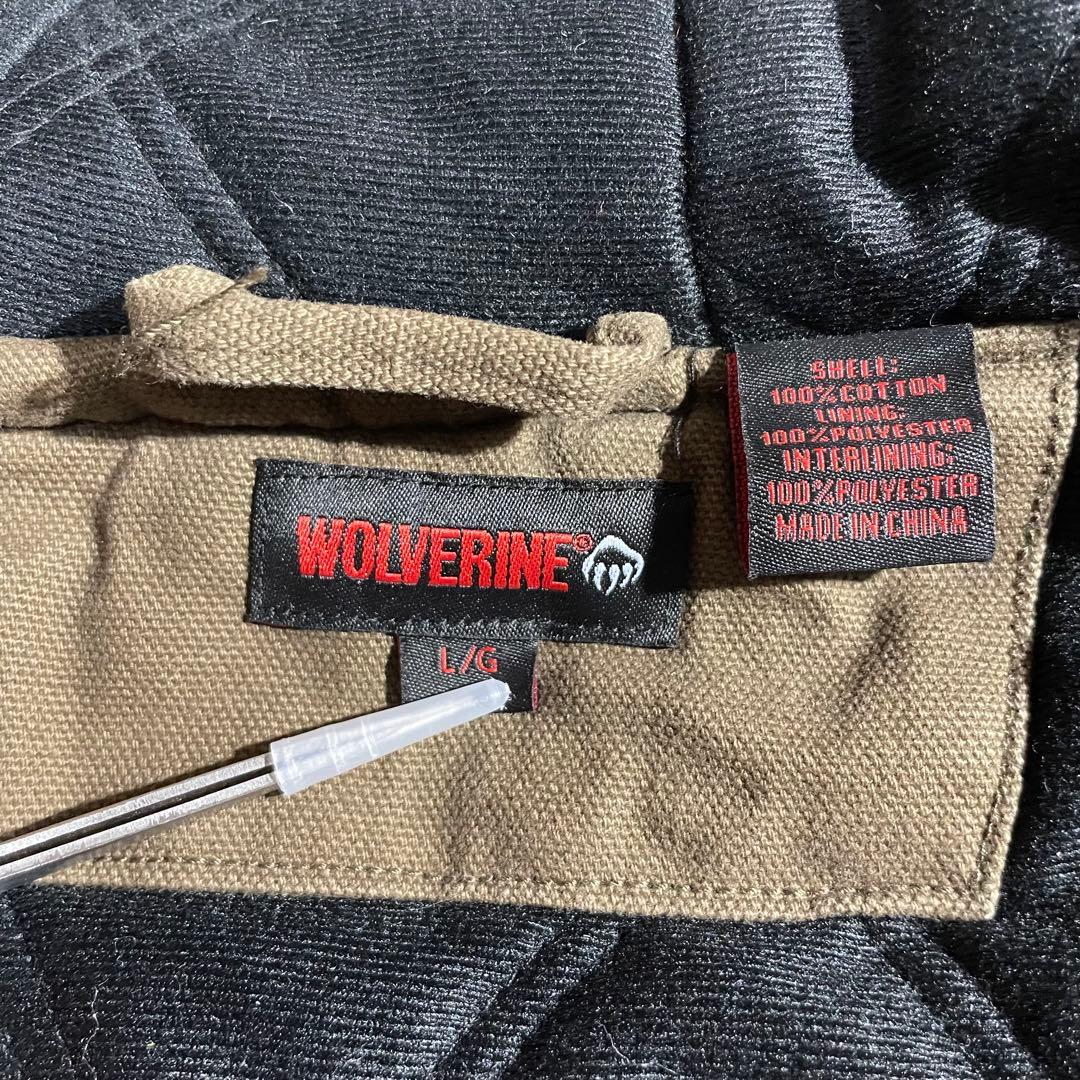 SHELL:
100%COTTON
LINING:
100%POLYESTER
INTERLINING:
100%POLYESTER
MADE IN CHINA
WOLVERINE®
L/G